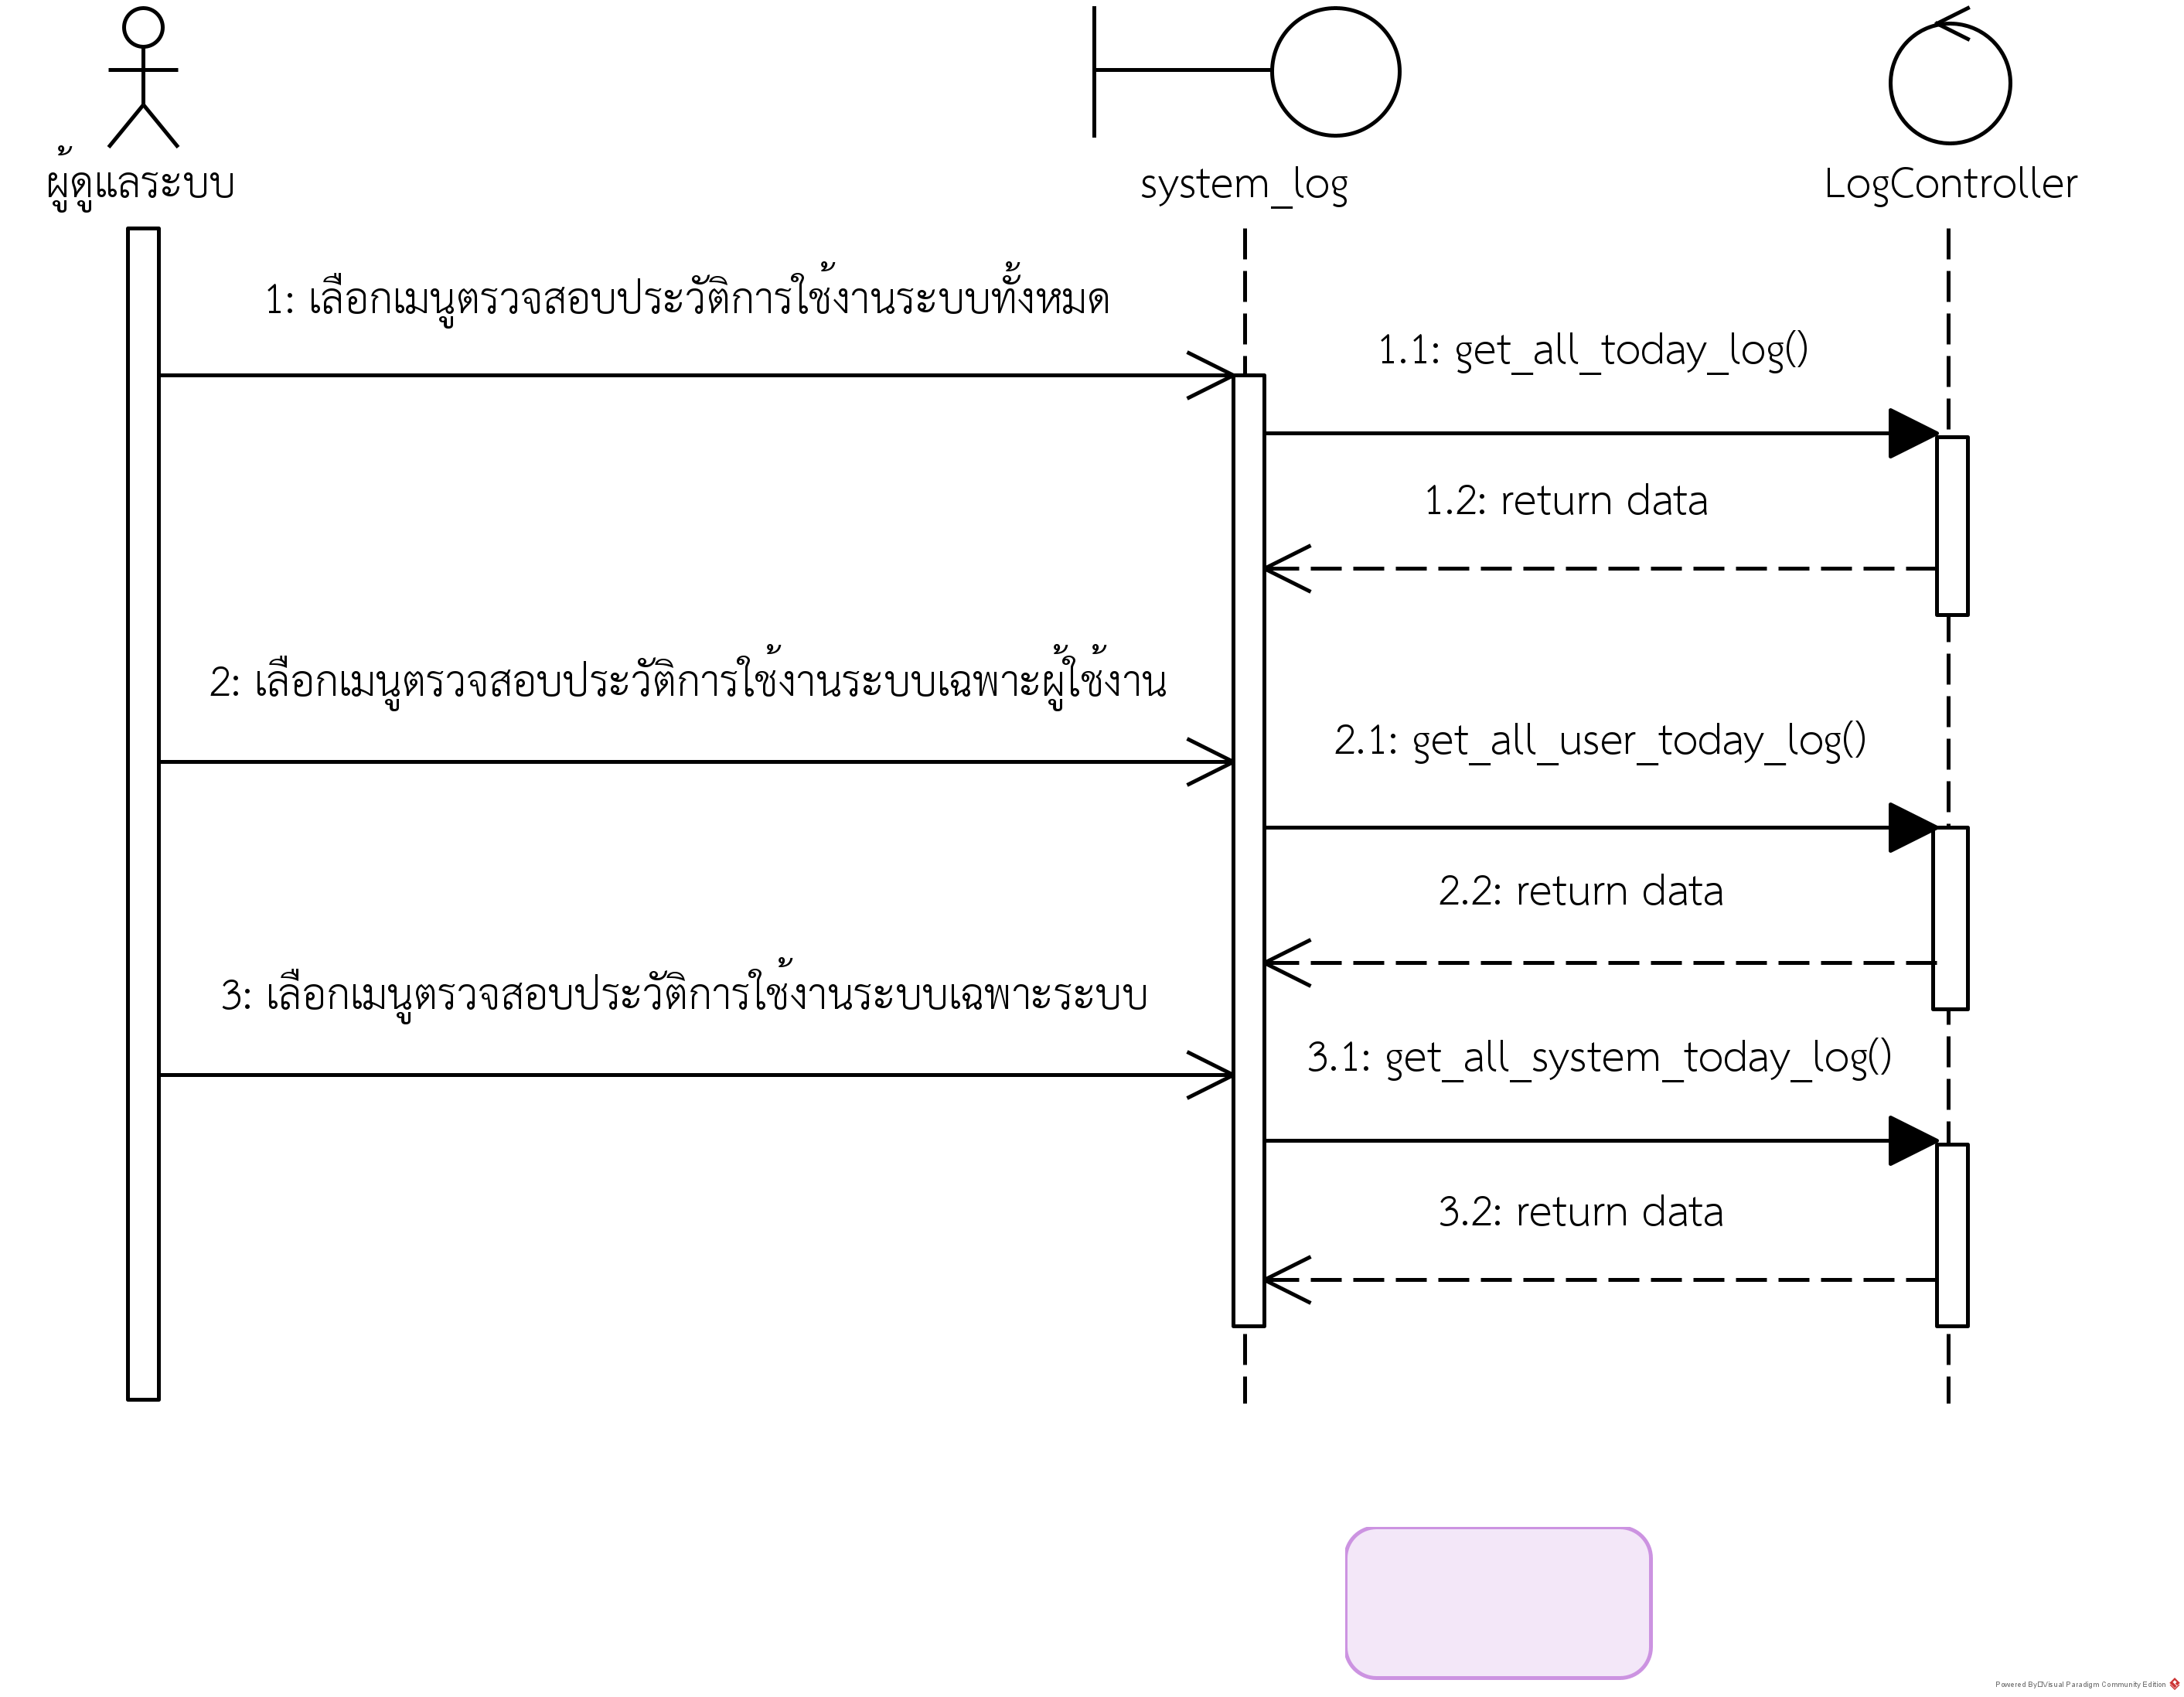 ผู้ดูแลระบบ
system_log
LogController
1: เลือกเมนูตรวจสอบประวัติการใช้งานระบบทั้งหมด
1.1: get_all_today_log()
1.2: return data
2: เลือกเมนูตรวจสอบประวัติการใช้งานระบบเฉพาะผู้ใช้งาน
2.1: get_all_user_today_log()
2.2: return data
3: เลือกเมนูตรวจสอบประวัติการใช้งานระบบเฉพาะระบบ
3.1: get_all_system_today_log()
3.2: return data
Powered By Visual Paradigm Community Edition